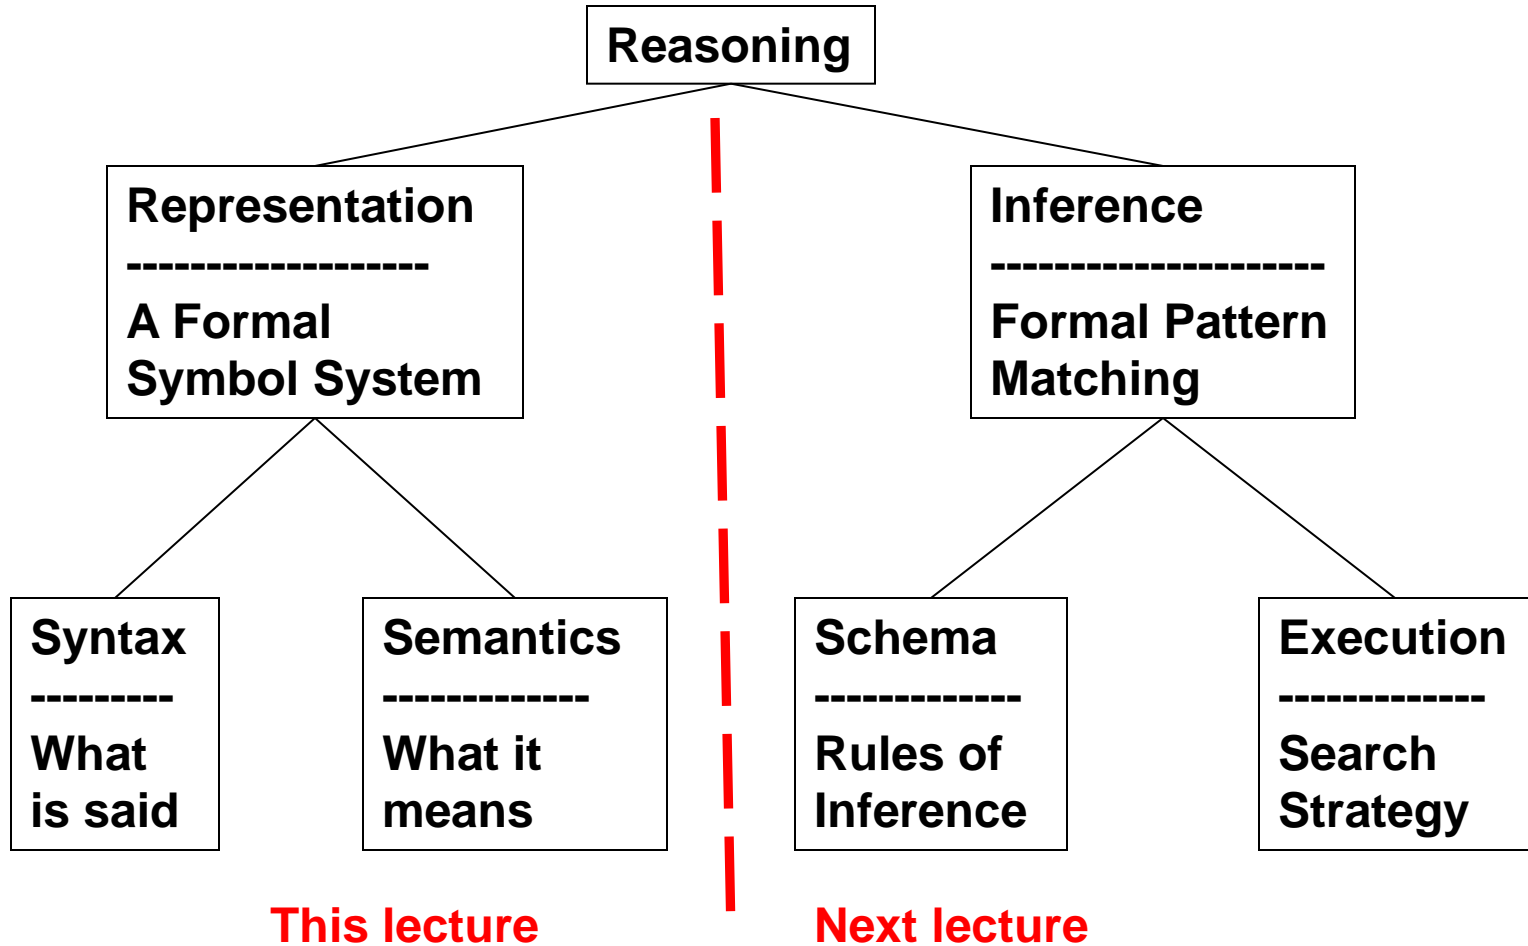 Reasoning
Representation
-------------------
A Formal
Symbol System
Inference
---------------------
Formal Pattern
Matching
Syntax
---------
What
is said
Semantics
-------------
What it
means
Schema
-------------
Rules of
Inference
Execution
-------------
Search
Strategy
This lecture
Next lecture